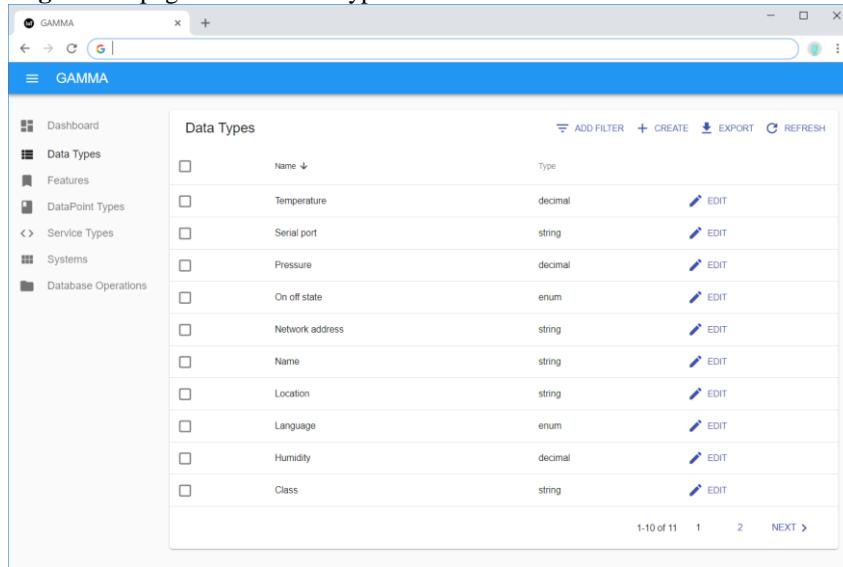 GAMMA
GAMMA
Dashboard
Data Types
Features
DataPoint Types
Service Types
Systems
Database Operations
Data Types
ADD FILTER CREATE EXPORT REFRESH
Name Type
Temperature decimal EDIT
Serial port string EDIT
Pressure decimal EDIT
On off state enum EDIT
Network address string EDIT
Name string EDIT
Location string EDIT
Language enum EDIT
Humidity decimal EDIT
Class string EDIT
1-10 of 11 1 2 NEXT